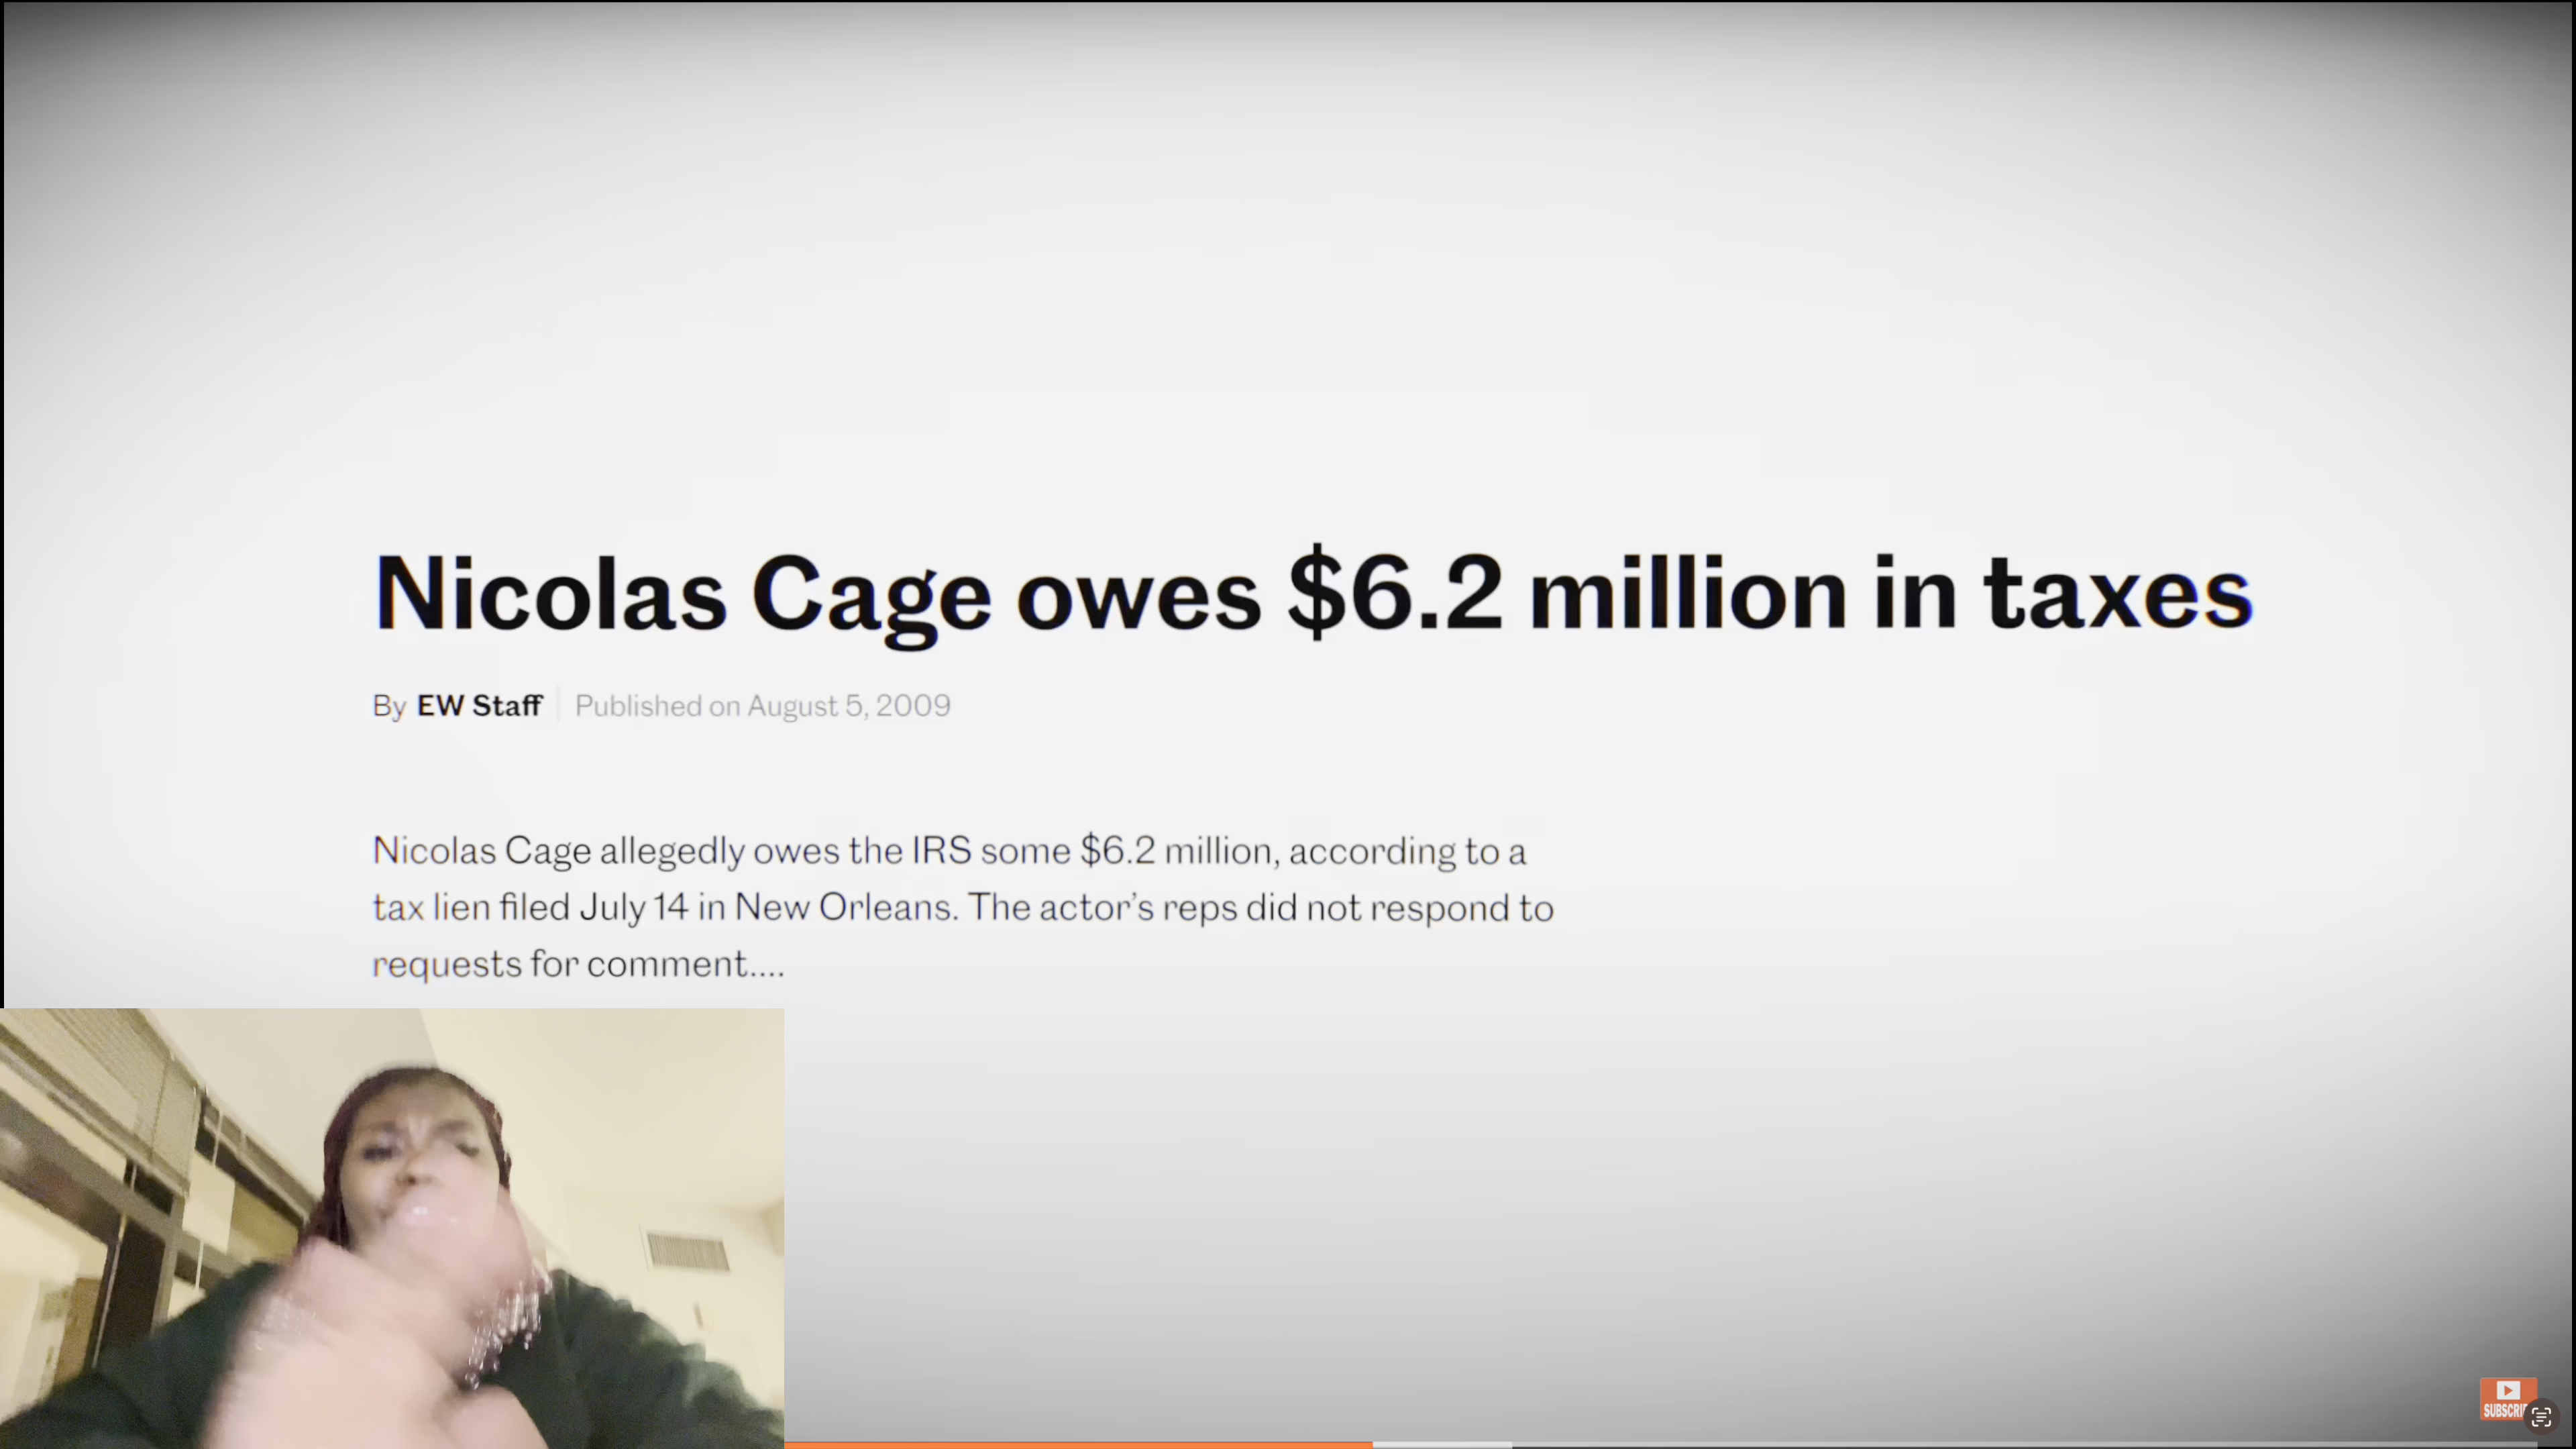 Nicolas Cage owes $6.2 million in taxes
By EW Staff Published on August 5, 2009
Nicolas Cage allegedly owes the IRS some $6.2 million, according to a
tax lien filed July 14 in New Orleans. The actor’s reps did not respond to
requests for comment....